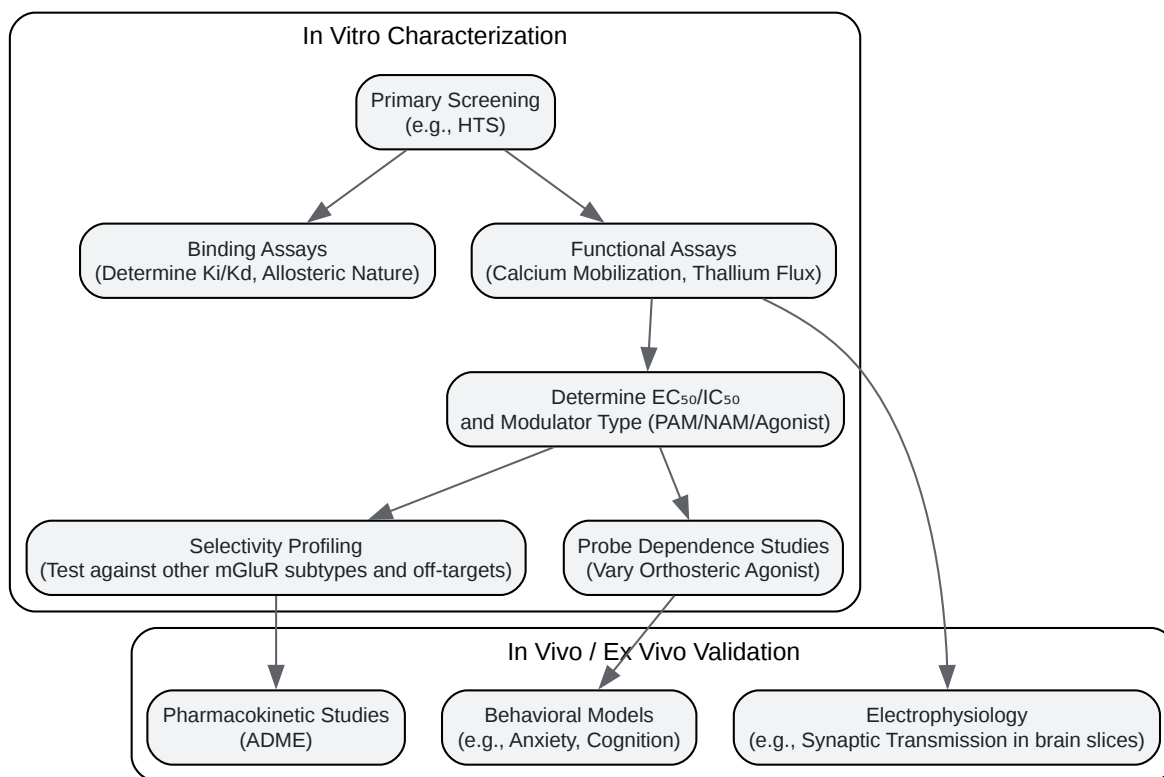 In Vitro Characterization
Primary Screening
(e.g., HTS)
Binding Assays
(Determine Ki/Kd, Allosteric Nature)
Functional Assays
(Calcium Mobilization, Thallium Flux)
Determine EC₅₀/IC₅₀
and Modulator Type (PAM/NAM/Agonist)
Selectivity Profiling
(Test against other mGluR subtypes and off-targets)
Probe Dependence Studies
(Vary Orthosteric Agonist)
In Vivo / Ex Vivo Validation
Pharmacokinetic Studies
(ADME)
Behavioral Models
(e.g., Anxiety, Cognition)
Electrophysiology
(e.g., Synaptic Transmission in brain slices)